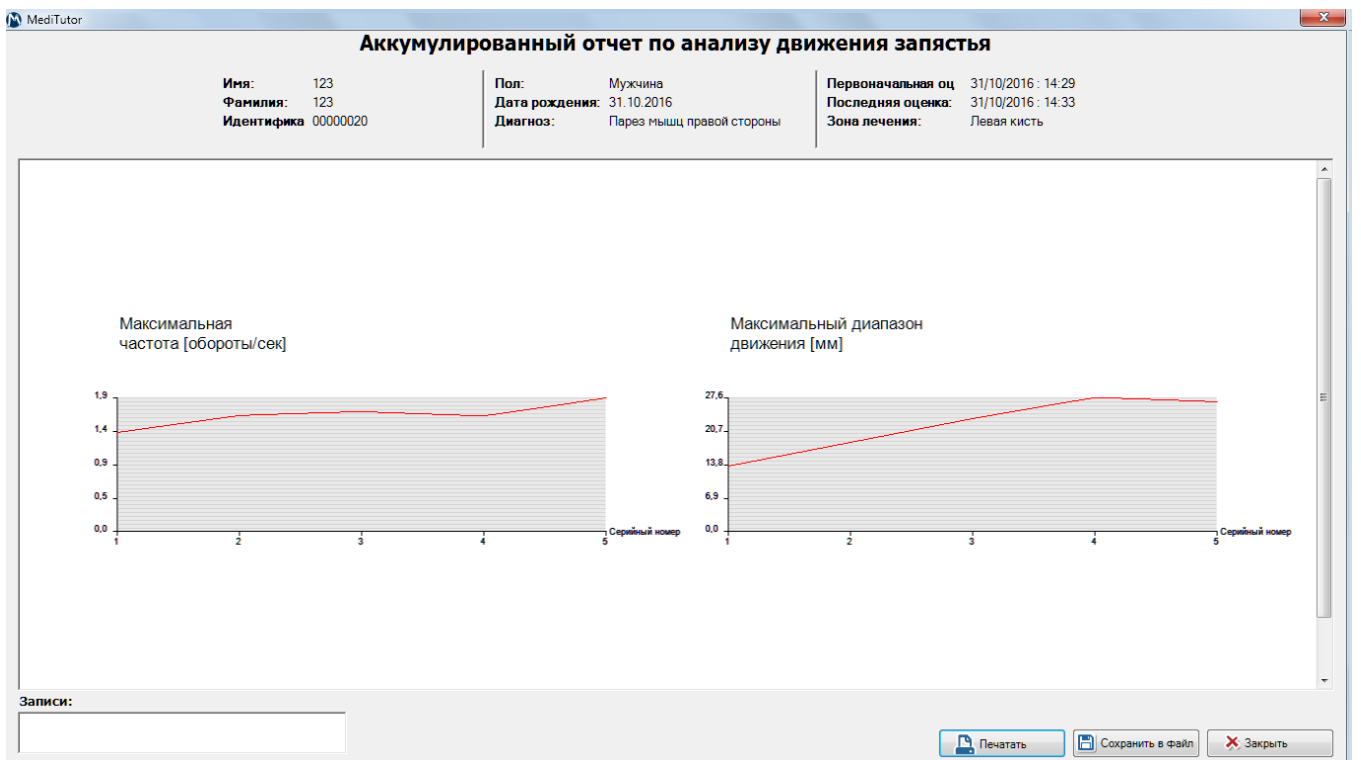 MediTutor
Аккумулированный отчет по анализу движения запястья
Имя: 123
Фамилия: 123
Идентифика 00000020
Пол: Мужчина
Дата рождения: 31.10.2016
Диагноз: Парез мышц правой стороны
Первоначальная оц 31/10/2016 : 14:29
Последняя оценка: 31/10/2016 : 14:33
Зона лечения: Левая кисть
Максимальная
частота [обороты/сек]
1,9
1,4
0,9
0,5
0,0
1 2 3 4 5
Серийный номер
Максимальный диапазон
движения [мм]
27,6
20,7
13,8
6,9
0,0
1 2 3 4 5
Серийный номер
Записи:
Печатать
Сохранить в файл
Закрыть